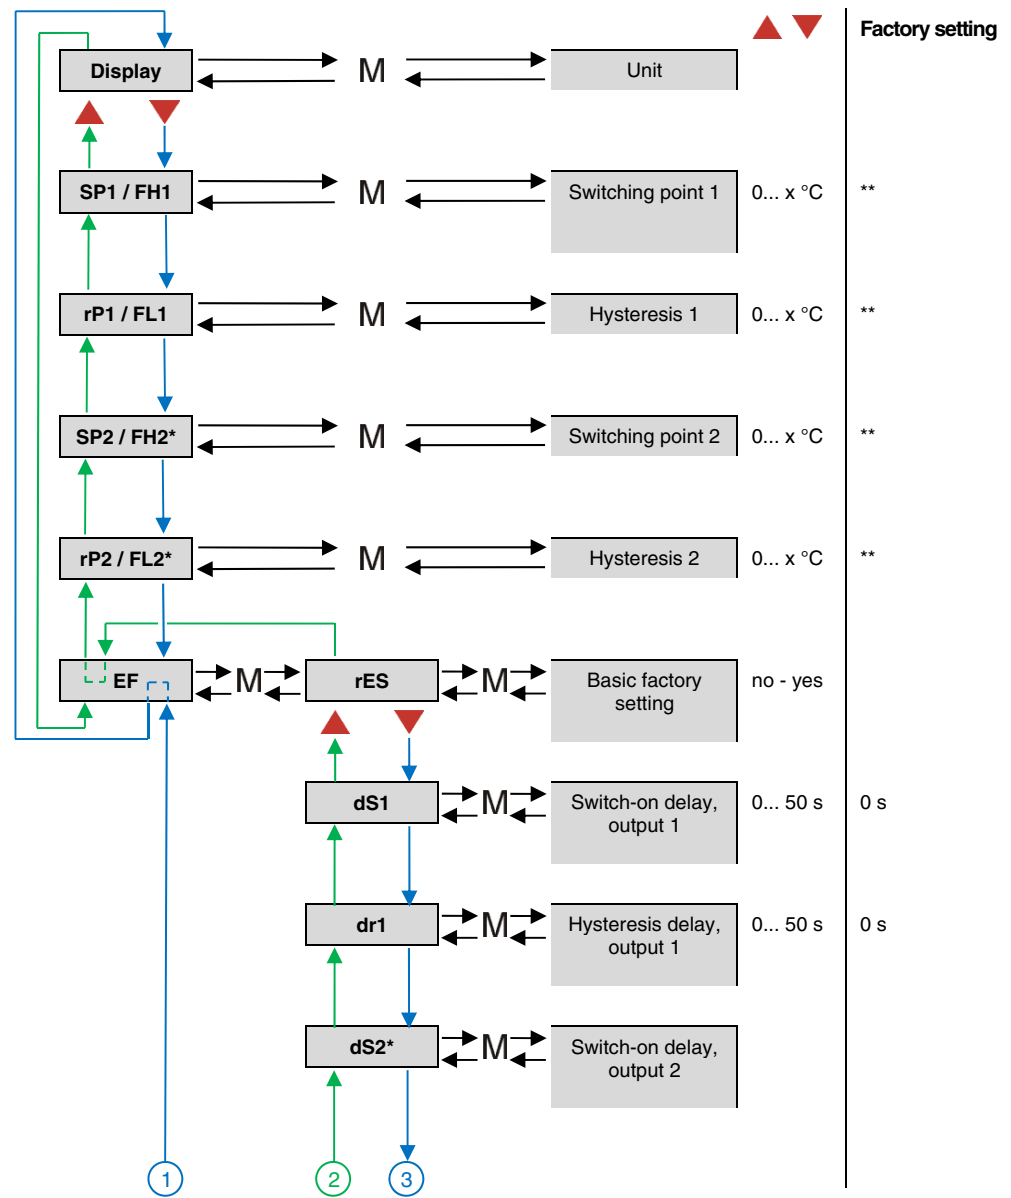 Factory setting
Display M Unit
SP1 / FH1 M Switching point 1 0... x °C **
rP1 / FL1 M Hysteresis 1 0... x °C **
SP2 / FH2* M Switching point 2 0... x °C **
rP2 / FL2* M Hysteresis 2 0... x °C **
EF M rES M Basic factory no - yes
setting
dS1 M Switch-on delay, 0... 50 s 0 s
output 1
dr1 M Hysteresis delay, 0... 50 s 0 s
output 1
dS2* M Switch-on delay,
output 2
1 2 3